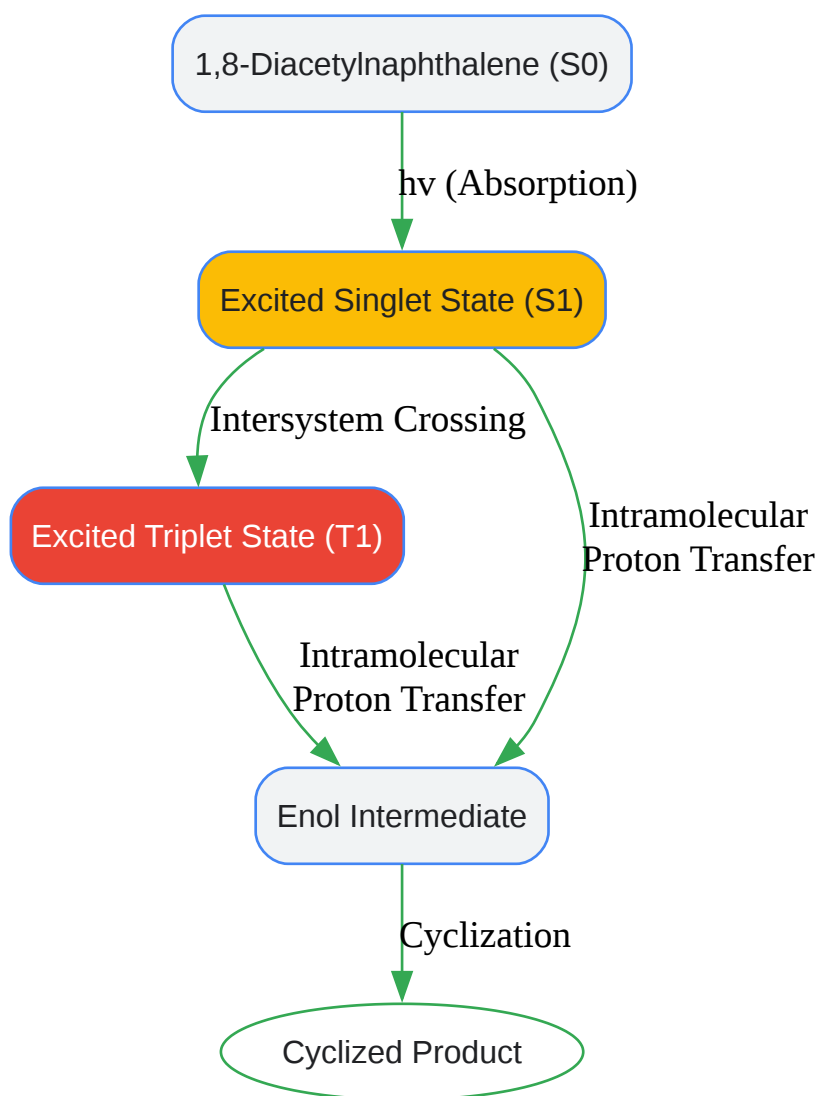 1,8-Diacetylnaphthalene (S0)
hv (Absorption)
Excited Singlet State (S1)
Intersystem Crossing
Intramolecular
Proton Transfer
Excited Triplet State (T1)
Intramolecular
Proton Transfer
Enol Intermediate
Cyclization
Cyclized Product